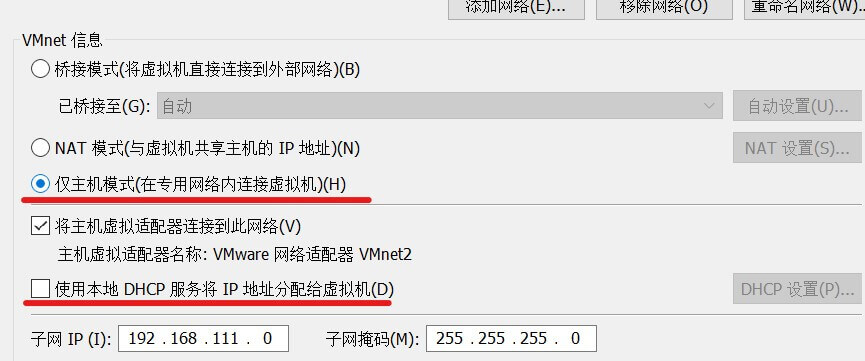 添加网络(E)... 移除网络(O) 重命名网络(W)...
VMnet 信息
桥接模式(将虚拟机直接连接到外部网络)(B)
已桥接至(G): 自动 自动设置(U)...
NAT 模式(与虚拟机共享主机的 IP 地址)(N) NAT 设置(S)...
仅主机模式(在专用网络内连接虚拟机)(H)
将主机虚拟适配器连接到此网络(V)
主机虚拟适配器名称: VMware 网络适配器 VMnet2
使用本地 DHCP 服务将 IP 地址分配给虚拟机(D) DHCP 设置(P)...
子网 IP (I): 192 .168 .111 . 0 子网掩码(M): 255 .255 .255 . 0